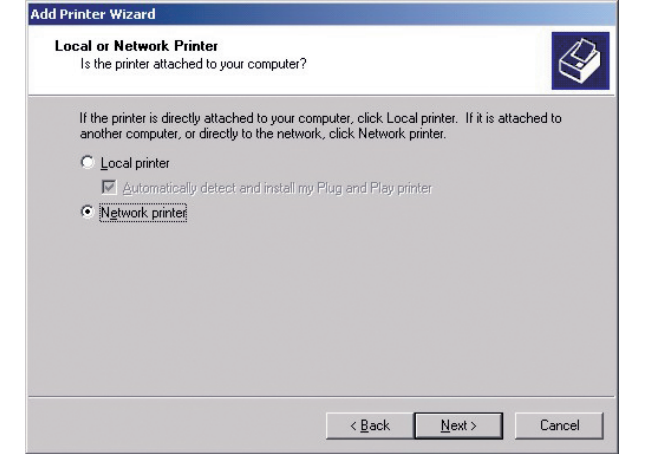 Add Printer Wizard
Local or Network Printer
Is the printer attached to your computer?
If the printer is directly attached to your computer, click Local printer. If it is attached to
another computer, or directly to the network, click Network printer.
Local printer
Automatically detect and install my Plug and Play printer
Network printer
< Back Next > Cancel